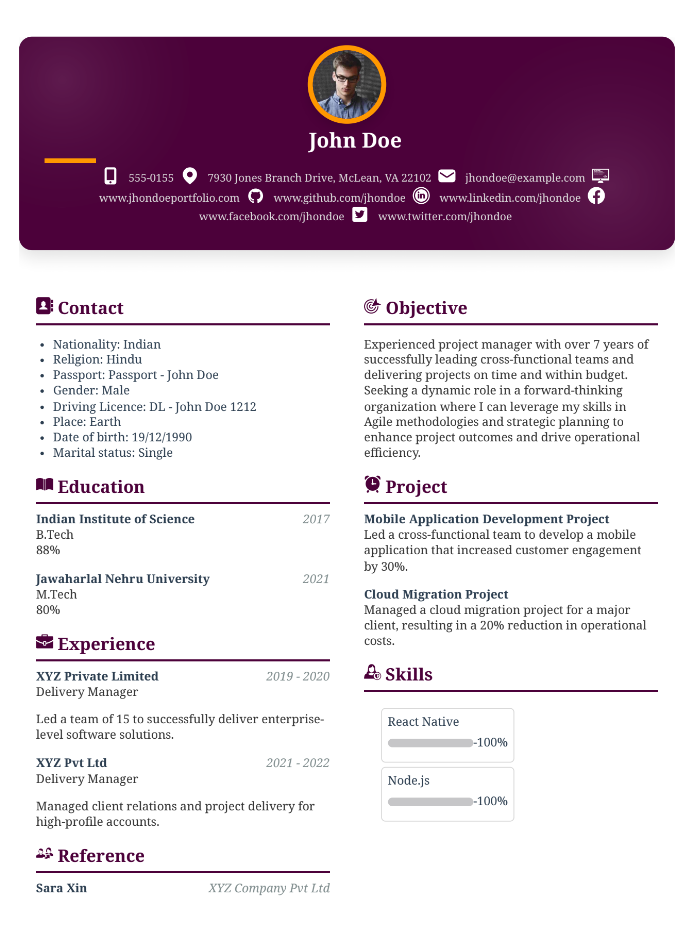 John Doe
555-0155 7930 Jones Branch Drive, McLean, VA 22102 jhondoe@example.com
www.jhondoeportfolio.com www.github.com/jhondoe www.linkedin.com/jhondoe
www.facebook.com/jhondoe www.twitter.com/jhondoe
Contact
• Nationality: Indian
• Religion: Hindu
• Passport: Passport - John Doe
• Gender: Male
• Driving Licence: DL - John Doe 1212
• Place: Earth
• Date of birth: 19/12/1990
• Marital status: Single
Education
Indian Institute of Science 2017
B.Tech
88%
Jawaharlal Nehru University 2021
M.Tech
80%
Experience
XYZ Private Limited 2019 - 2020
Delivery Manager
Led a team of 15 to successfully deliver enterprise-
level software solutions.
XYZ Pvt Ltd 2021 - 2022
Delivery Manager
Managed client relations and project delivery for
high-profile accounts.
Reference
Sara Xin XYZ Company Pvt Ltd
Objective
Experienced project manager with over 7 years of
successfully leading cross-functional teams and
delivering projects on time and within budget.
Seeking a dynamic role in a forward-thinking
organization where I can leverage my skills in
Agile methodologies and strategic planning to
enhance project outcomes and drive operational
efficiency.
Project
Mobile Application Development Project
Led a cross-functional team to develop a mobile
application that increased customer engagement
by 30%.
Cloud Migration Project
Managed a cloud migration project for a major
client, resulting in a 20% reduction in operational
costs.
Skills
React Native
-100%
Node.js
-100%